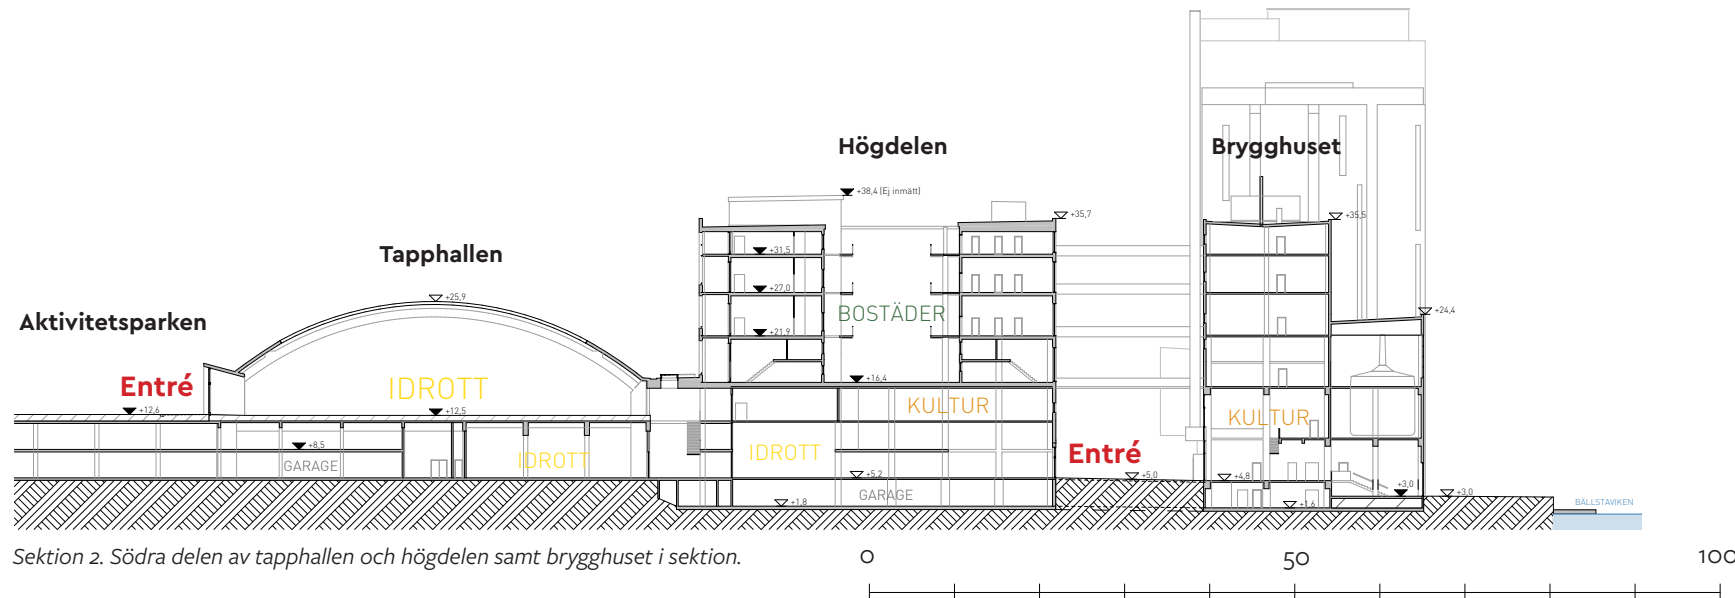 Högdelen
Brygghuset
+38,4 (Ej inmätt)
+35,7
+35,5
Tapphallen
+31,5
+27,0
+25,9
BOSTÄDER
+24,4
Aktivitetsparken
+21,9
Entré
IDROTT
+16,4
KULTUR
KULTUR
+12,6
+12,5
+8,5
GARAGE
IDROTT
IDROTT
Entré
+5,2
+5,0
+4,8
GARAGE
+3,0
+3,0
+1,8
+1,6
BÄLLSTAVIKEN
Sektion 2. Södra delen av tapphallen och högdelen samt brygghuset i sektion.
0 50 100